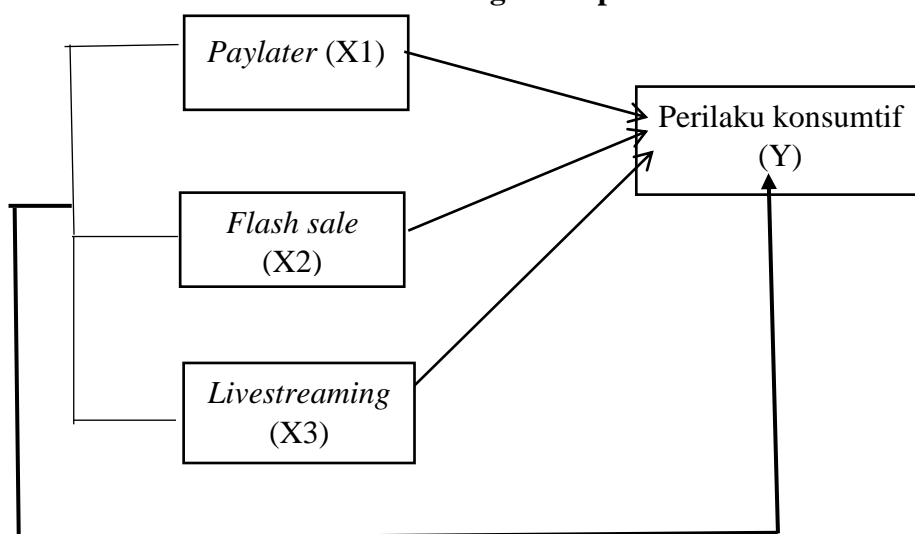 Paylater (X1)
Perilaku konsumtif
(Y)
Flash sale
(X2)
Livestreaming
(X3)